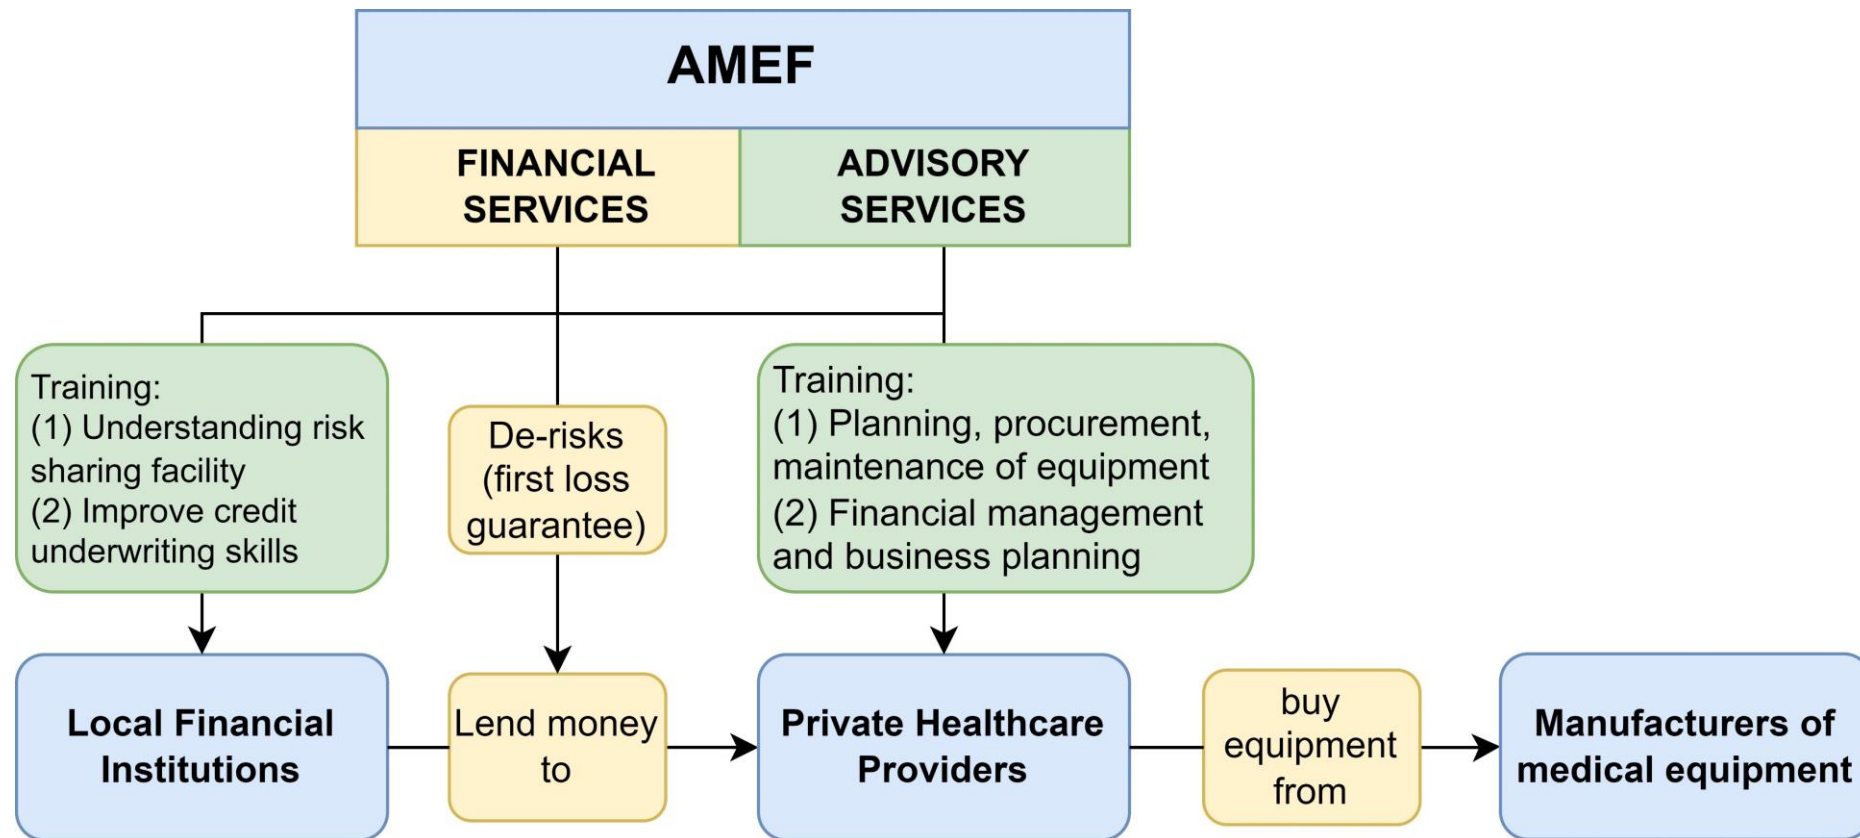 AMEF
FINANCIAL
SERVICES
ADVISORY
SERVICES
Training:
(1) Understanding risk
sharing facility
(2) Improve credit
underwriting skills
De-risks
(first loss
guarantee)
Training:
(1) Planning, procurement,
maintenance of equipment
(2) Financial management
and business planning
Local Financial
Institutions
Lend money
to
Private Healthcare
Providers
buy
equipment
from
Manufacturers of
medical equipment